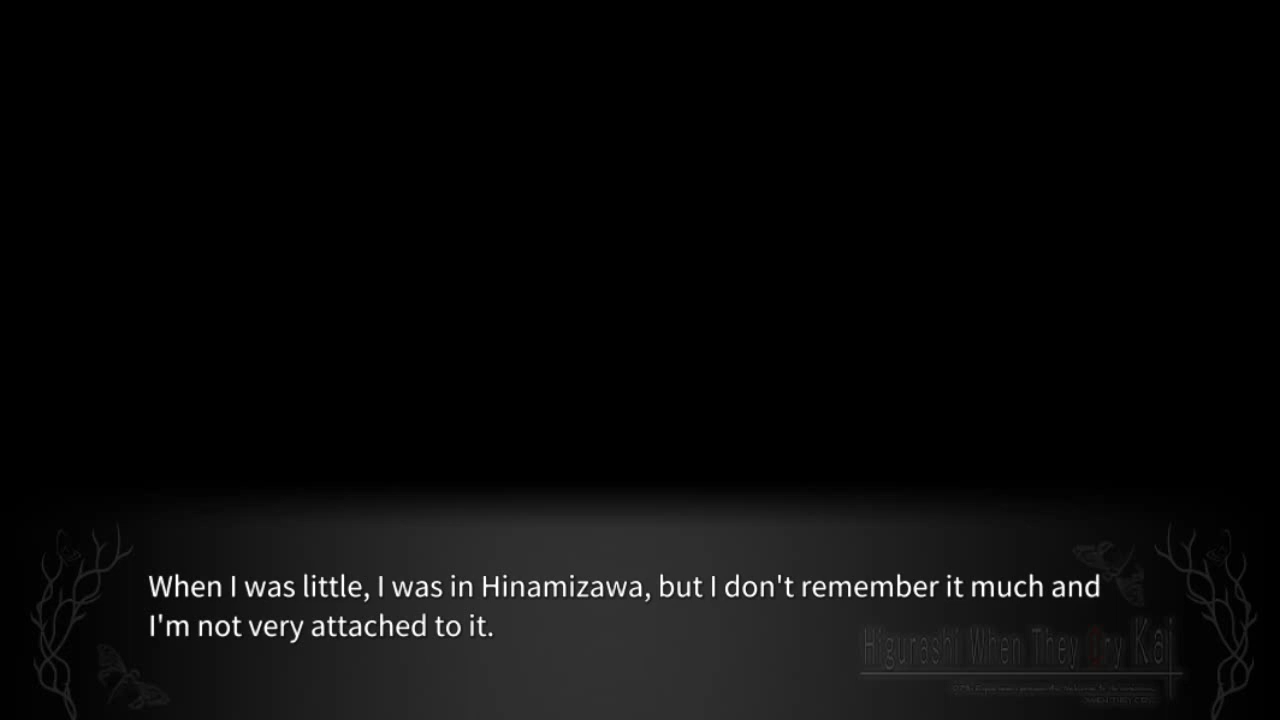 When I was little, I was in Hinamizawa, but I don't remember it much and
I'm not very attached to it.
Higurashi When They Cry Kai